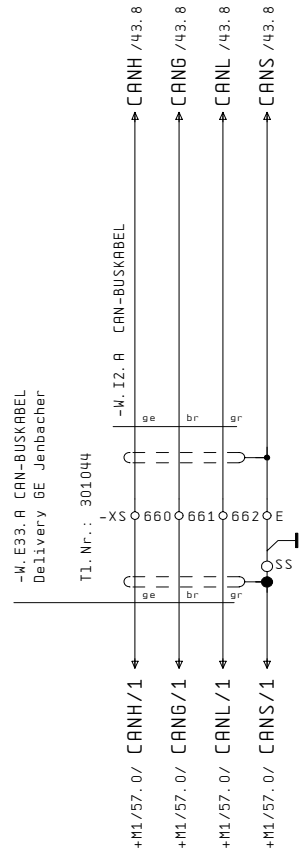 -W.E33.A CAN-BUSKABEL
Delivery GE Jenbacher
Tl.Nr.: 301044
-W.I2.A CAN-BUSKABEL
CANH /43.8
CANG /43.8
CANL /43.8
CANS /43.8
ge br gr
-XS 660 661 662 E
SS
ge br gr
+M1/57.0/ CANH/1
+M1/57.0/ CANG/1
+M1/57.0/ CANL/1
+M1/57.0/ CANS/1